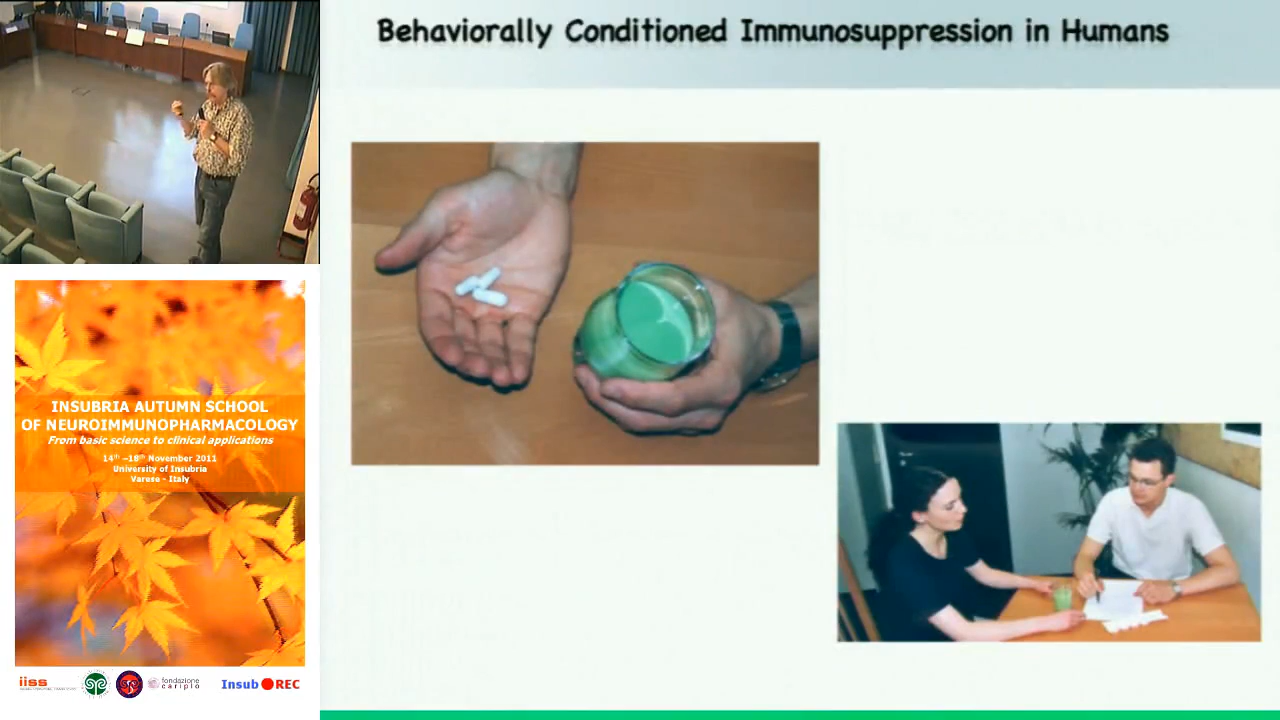 Behaviorally Conditioned Immunosuppression in Humans
INSUBRIA AUTUMN SCHOOL
OF NEUROIMMUNOPHARMACOLOGY
From basic science to clinical applications
14th –18th November 2011
University of Insubria
Varese - Italy
iiss
fondazione
cariplo
Insub REC